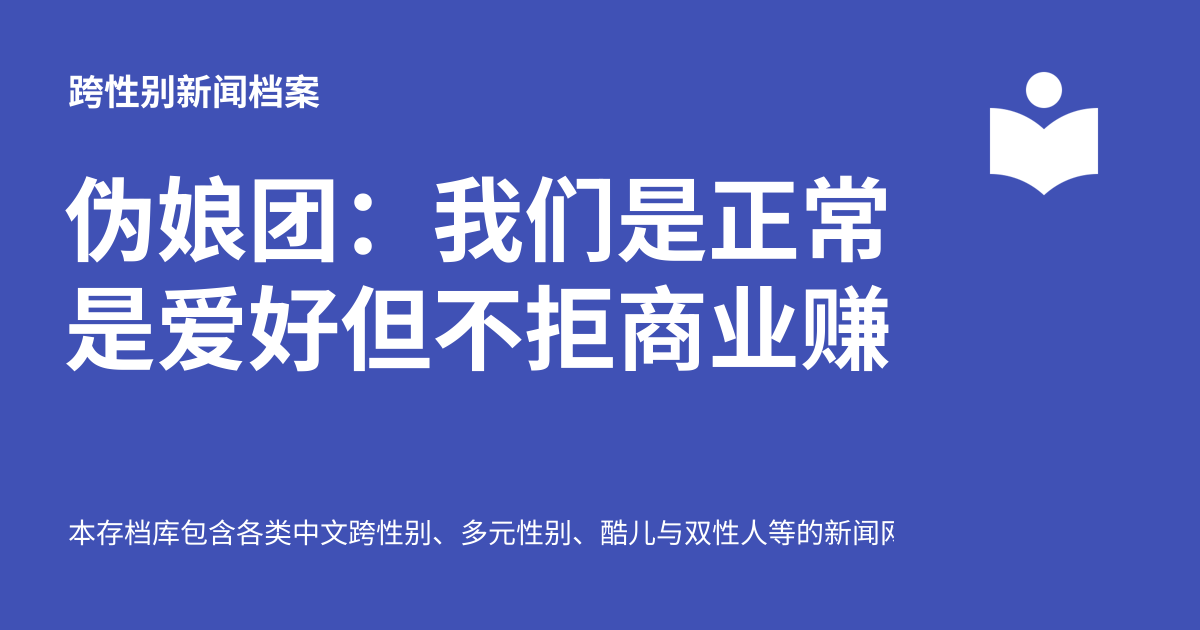 跨性别新闻档案
伪娘团：我们是正常
是爱好但不拒商业赚
本存档库包含各类中文跨性别、多元性别、酷儿与双性人等的新闻